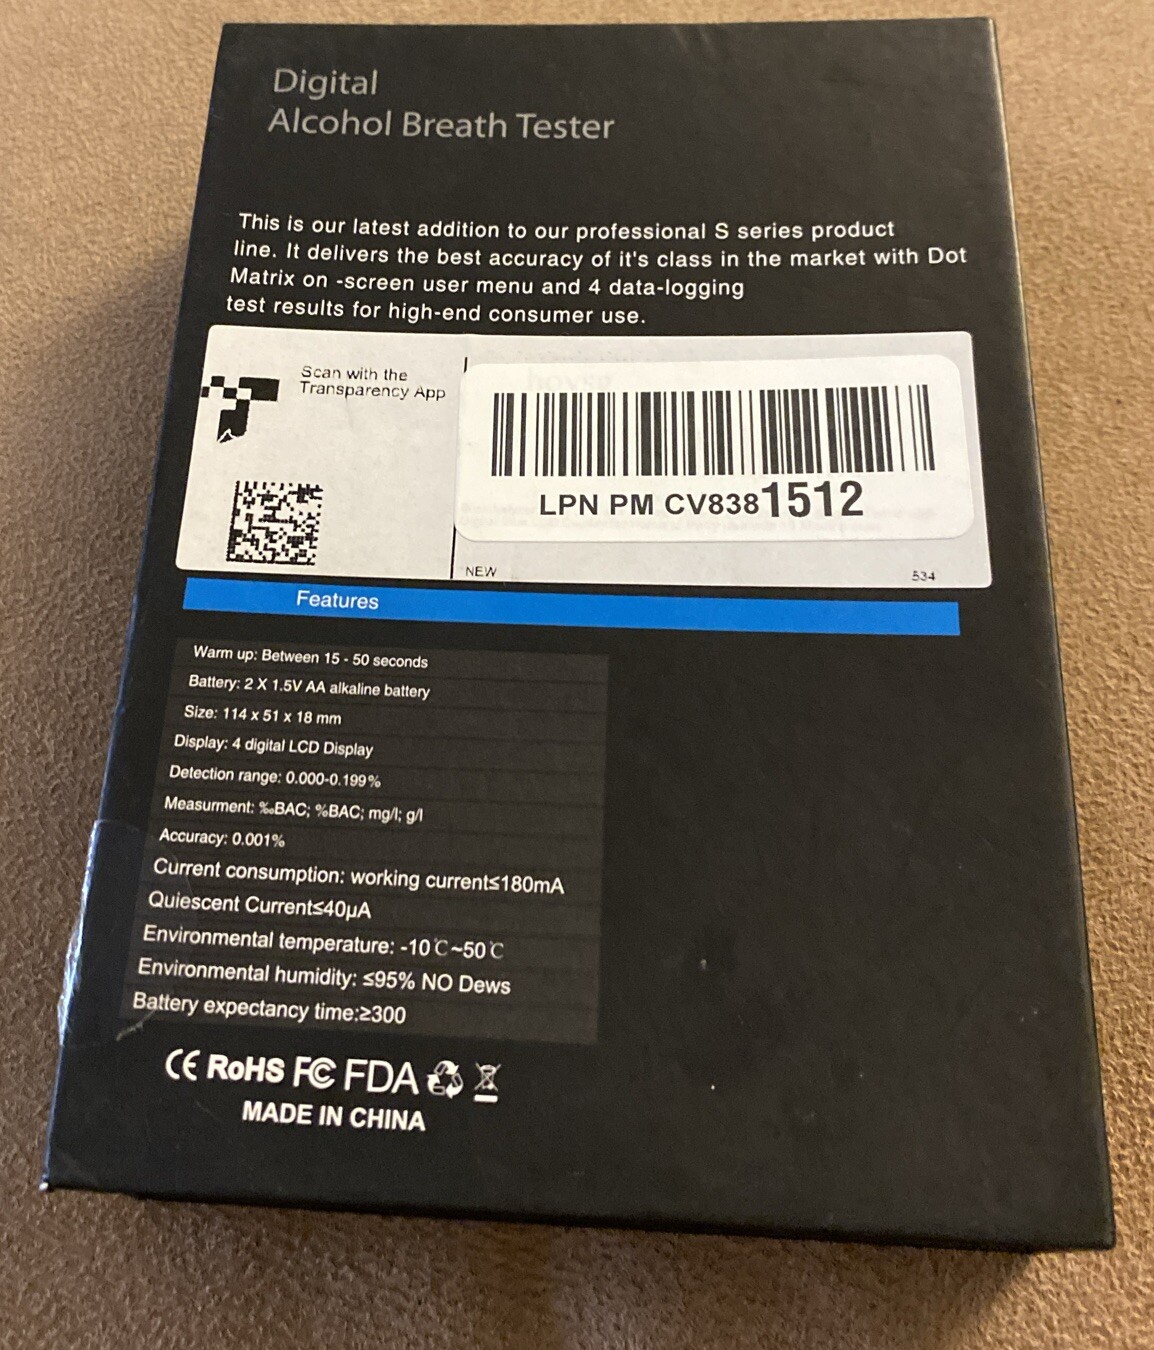 Digital
Alcohol Breath Tester
This is our latest addition to our professional S series product
line. It delivers the best accuracy of it's class in the market with Dot
Matrix on -screen user menu and 4 data-logging
test results for high-end consumer use.
Scan with the
Transparency App
LPN PM CV8381512
NEW
534
Features
Warm up: Between 15 - 50 seconds
Battery: 2 X 1.5V AA alkaline battery
Size: 114 x 51 x 18 mm
Display: 4 digital LCD Display
Detection range: 0.000-0.199%
Measurment: ‰BAC; %BAC; mg/l; g/l
Accuracy: 0.001%
Current consumption: working current≤180mA
Quiescent Current≤40μA
Environmental temperature: -10℃~50℃
Environmental humidity: ≤95% NO Dews
Battery expectancy time:≥300
CE RoHS FC FDA
MADE IN CHINA